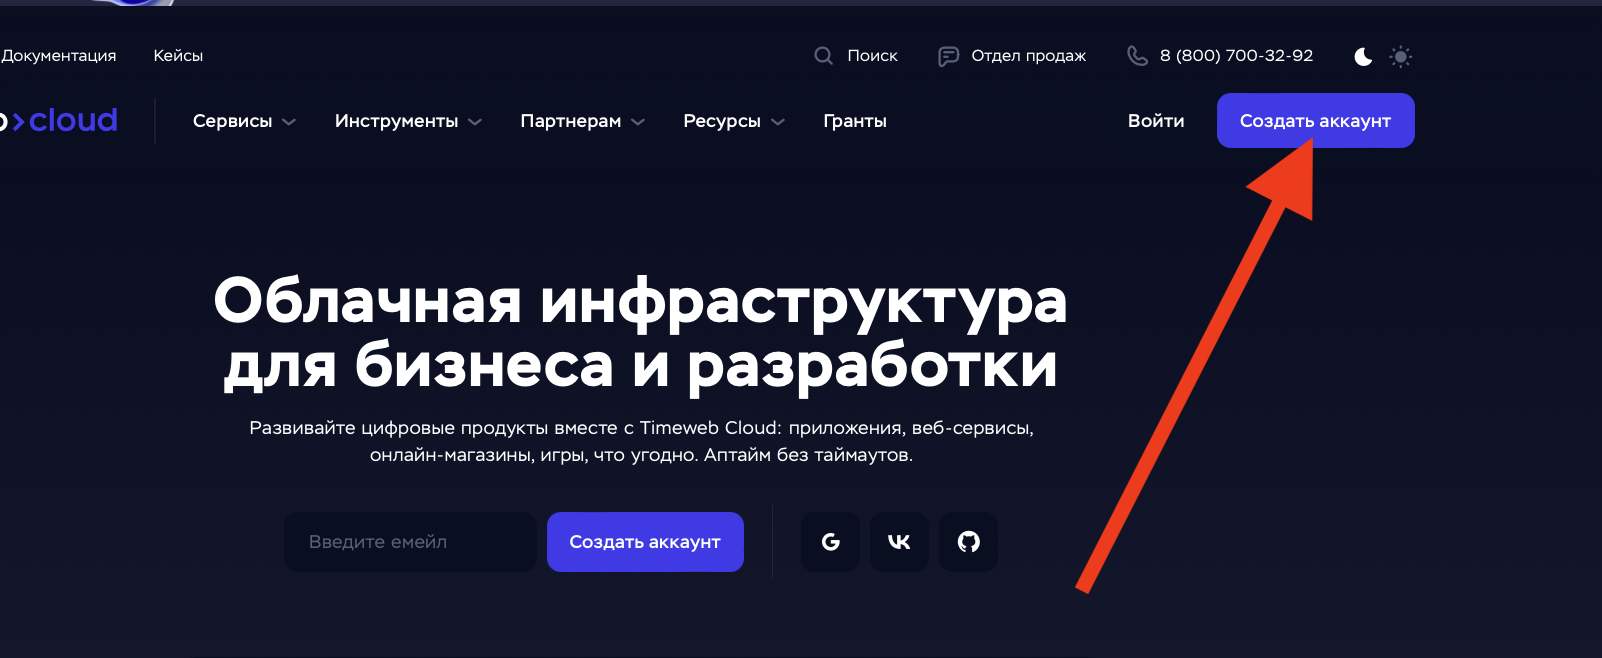 Документация Кейсы Поиск Отдел продаж 8 (800) 700-32-92
cloud Сервисы Инструменты Партнерам Ресурсы Гранты Войти Создать аккаунт
Облачная инфраструктура
для бизнеса и разработки
Развивайте цифровые продукты вместе с Timeweb Cloud: приложения, веб-сервисы,
онлайн-магазины, игры, что угодно. Аптайм без таймаутов.
Введите емейл Создать аккаунт